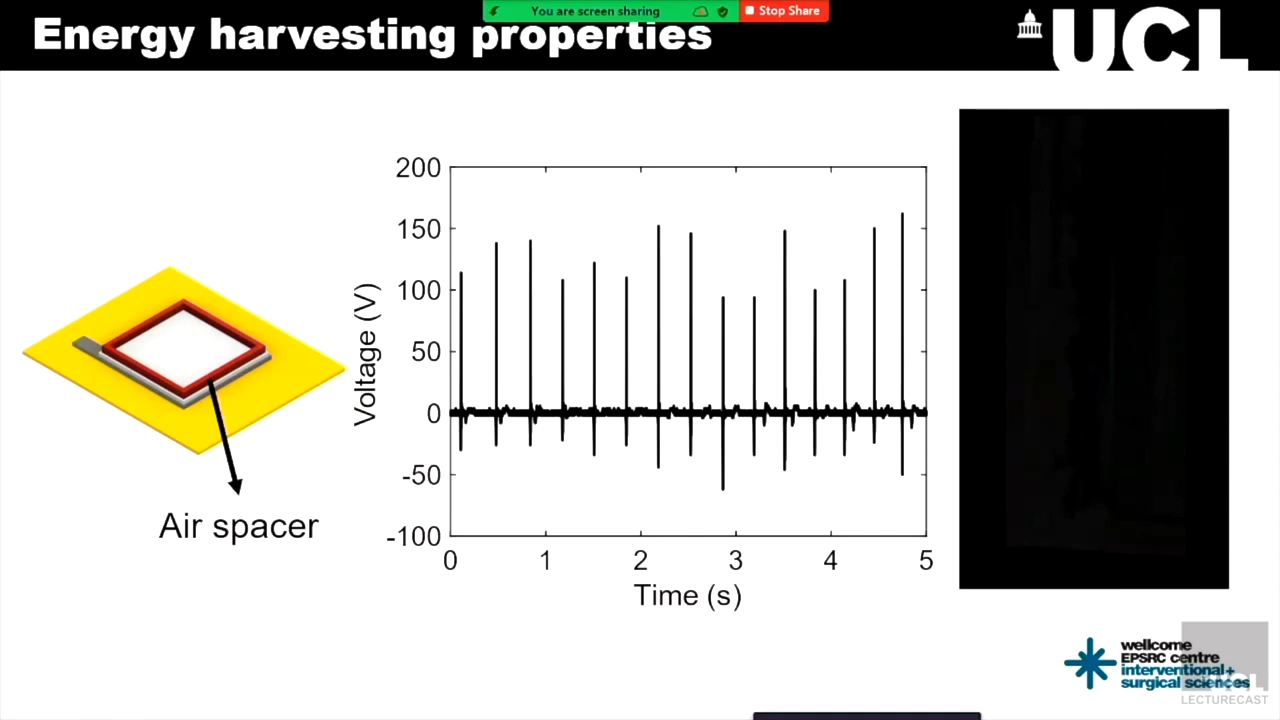 You are screen sharing
Stop Share
Energy harvesting properties
UCL
200
150
100
50
0
-50
-100
Voltage (V)
0 1 2 3 4 5
Time (s)
Air spacer
wellcome
EPSRC centre
interventional+
surgical sciences
UCL
LECTURECAST